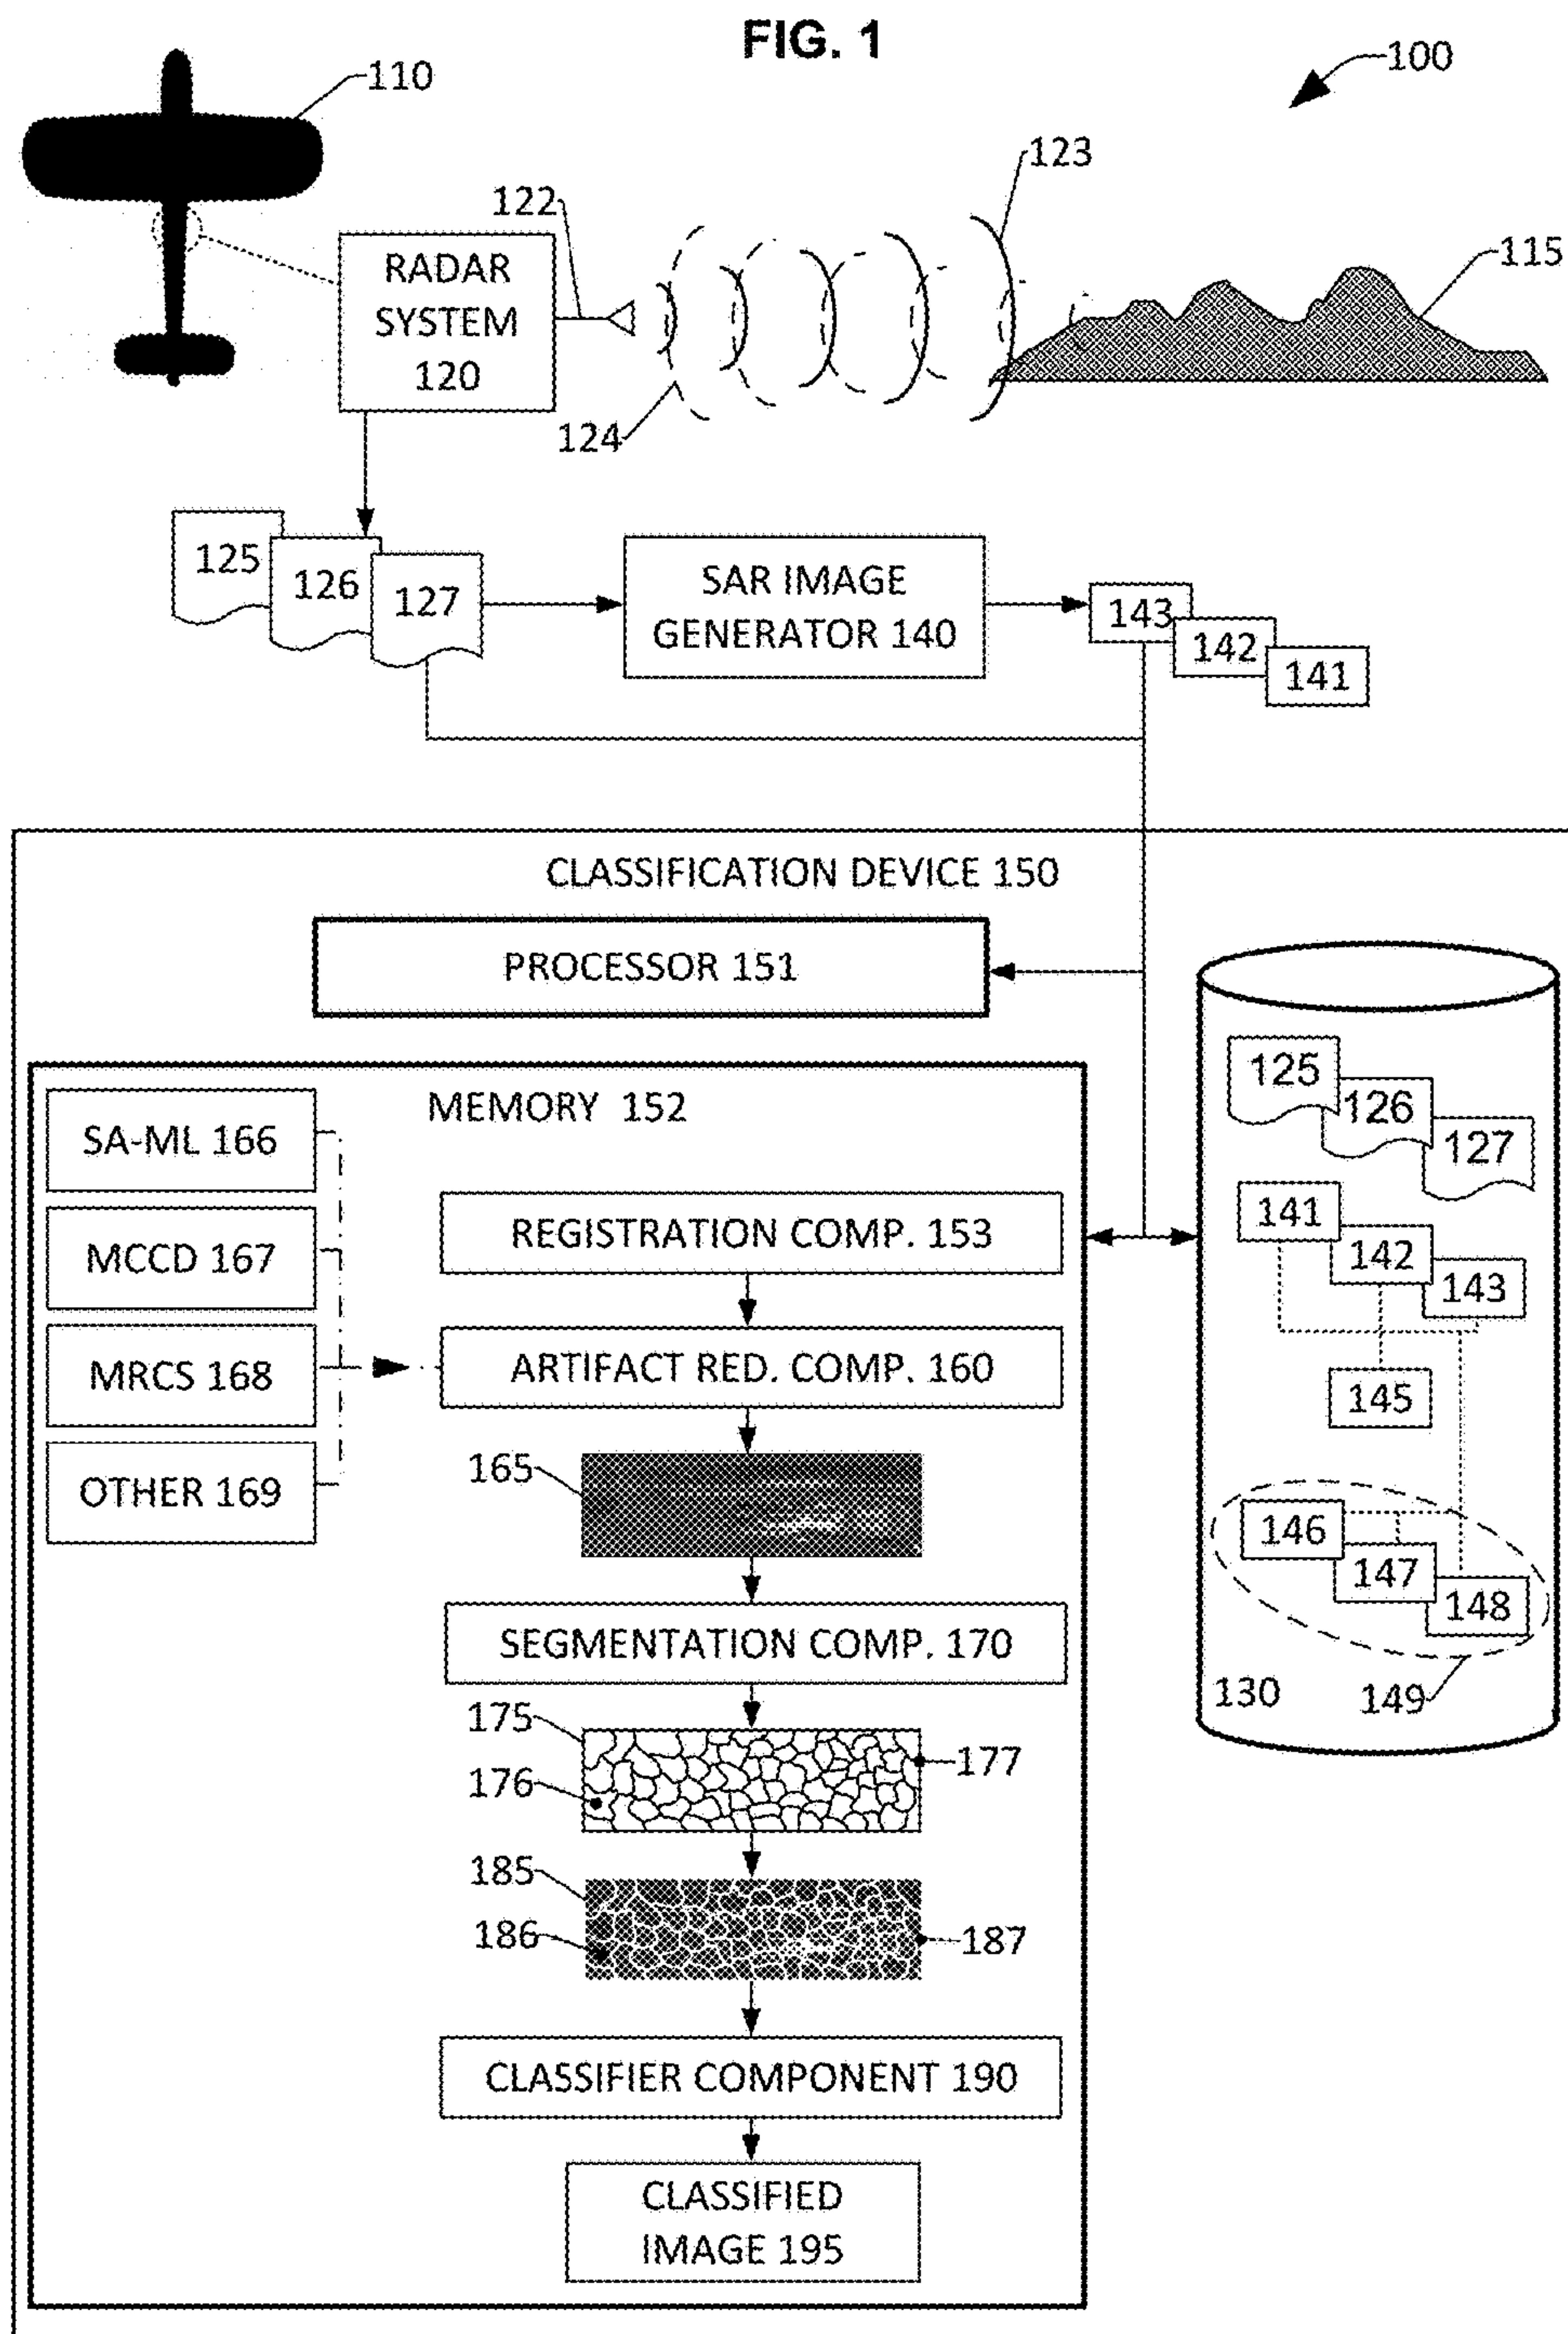 FIG. 1
100
110
123
122
115
RADAR
SYSTEM
120
124
125
126
127
SAR IMAGE
GENERATOR 140
143
142
141
CLASSIFICATION DEVICE 150
PROCESSOR 151
MEMORY 152
SA-ML 166
MCCD 167
MRCS 168
OTHER 169
REGISTRATION COMP. 153
ARTIFACT RED. COMP. 160
165
SEGMENTATION COMP. 170
175
176
177
185
186
187
CLASSIFIER COMPONENT 190
CLASSIFIED
IMAGE 195
125
126
127
141
142
143
145
146
147
148
130
149